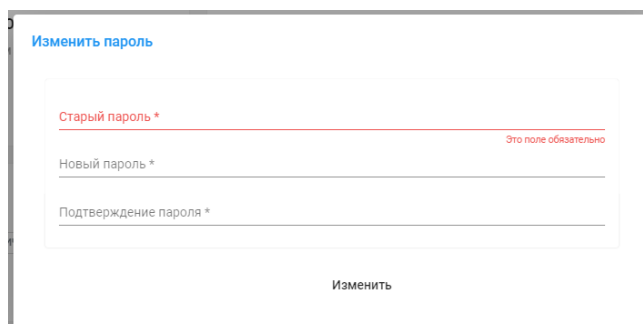 Изменить пароль
Старый пароль *
Это поле обязательно
Новый пароль *
Подтверждение пароля *
Изменить